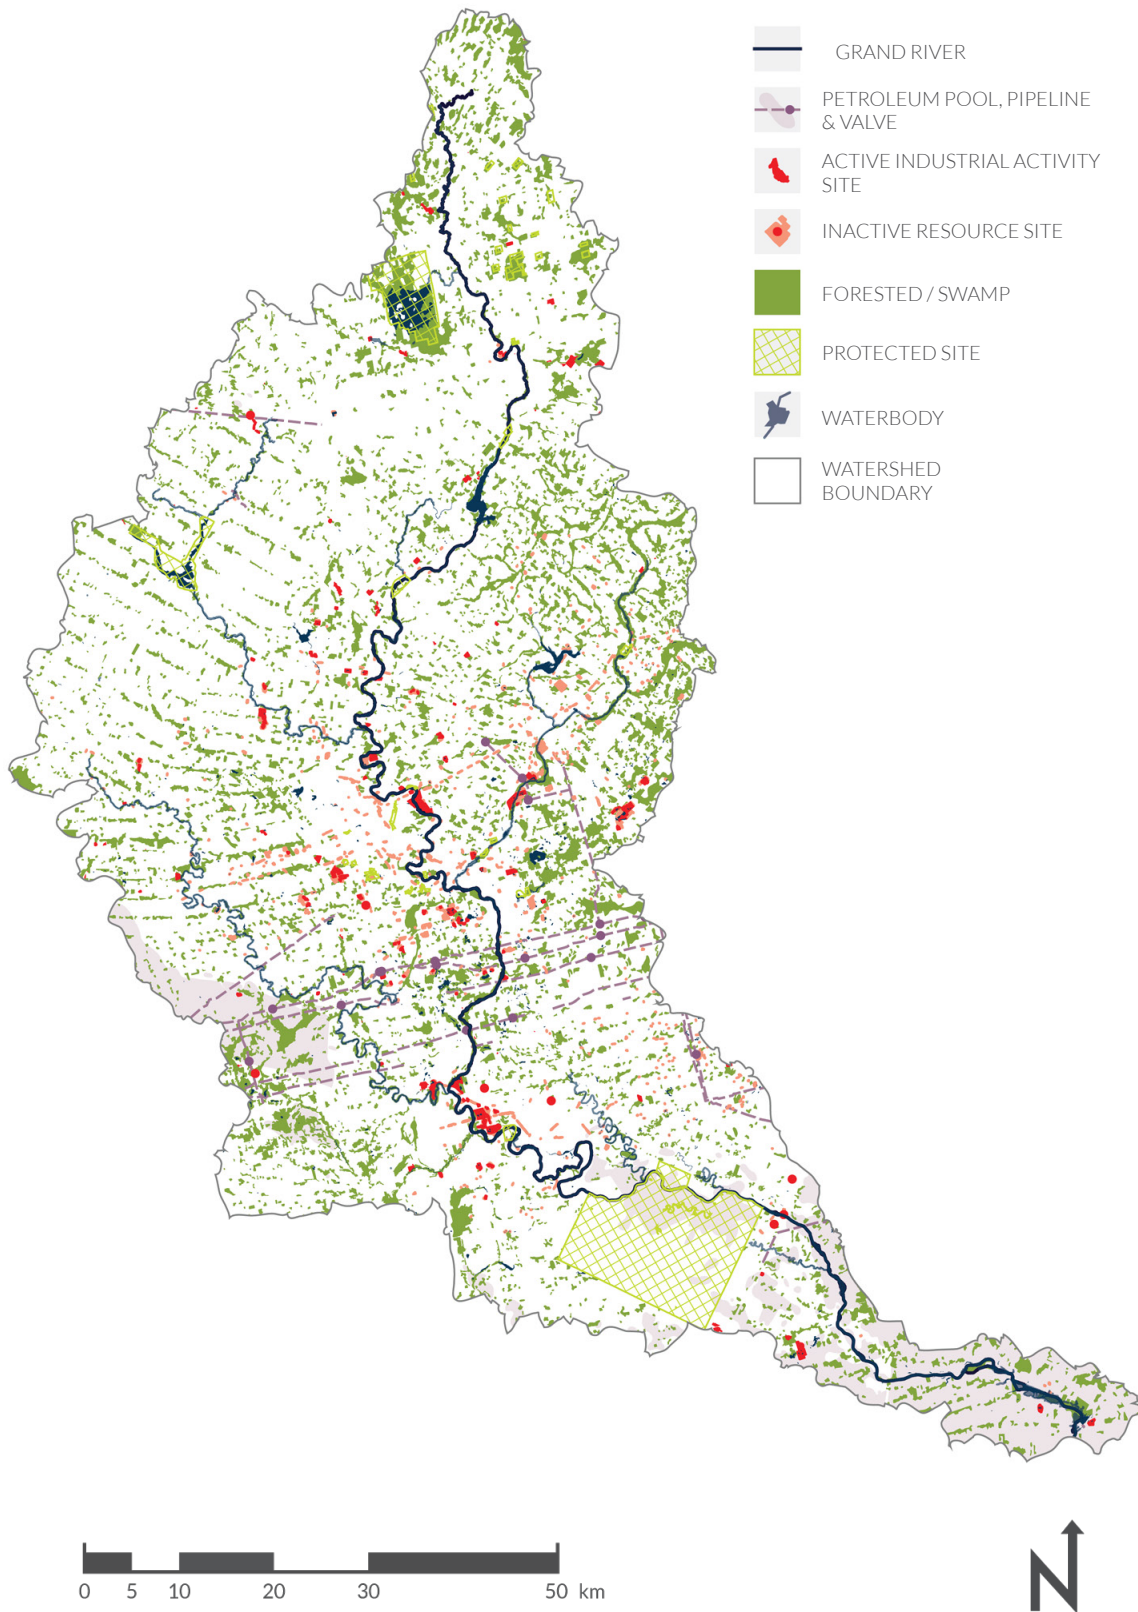 GRAND RIVER
PETROLEUM POOL, PIPELINE
& VALVE
ACTIVE INDUSTRIAL ACTIVITY
SITE
INACTIVE RESOURCE SITE
FORESTED / SWAMP
PROTECTED SITE
WATERBODY
WATERSHED
BOUNDARY
0 5 10 20 30 50 km
N